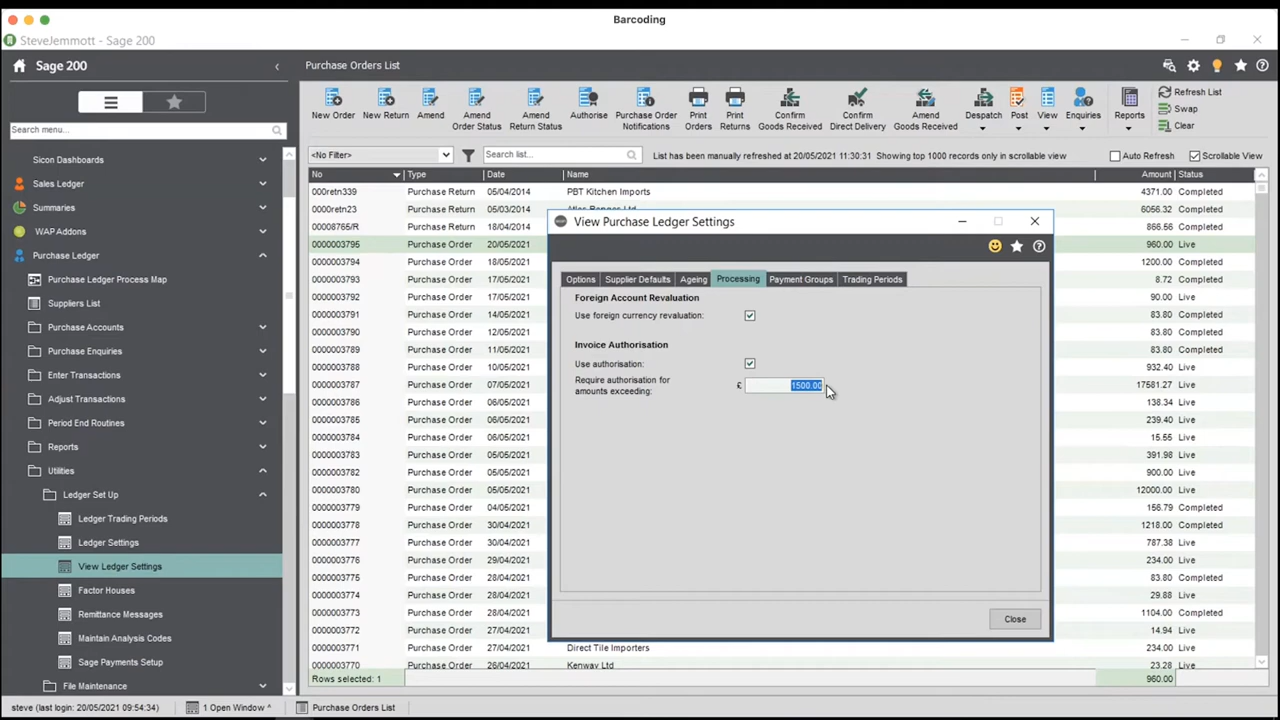 Barcoding
SteveJemmott - Sage 200
Sage 200
Purchase Orders List
New Order
New Return
Amend
Amend Order Status
Amend Return Status
Authorise
Purchase Order Notifications
Print Orders
Print Returns
Confirm Goods Received
Confirm Direct Delivery
Amend Goods Received
Despatch
Post
View
Enquiries
Reports
Refresh List
Swap
Clear
Search menu...
<No Filter>
Search list...
List has been manually refreshed at 20/05/2021 11:30:31 Showing top 1000 records only in scrollable view
Auto Refresh
Scrollable View
Sicon Dashboards
Sales Ledger
Summaries
WAP Addons
Purchase Ledger
Purchase Ledger Process Map
Suppliers List
Purchase Accounts
Purchase Enquiries
Enter Transactions
Adjust Transactions
Period End Routines
Reports
Utilities
Ledger Set Up
Ledger Trading Periods
Ledger Settings
View Ledger Settings
Factor Houses
Remittance Messages
Maintain Analysis Codes
Sage Payments Setup
File Maintenance
No Type Date Name Amount Status
000retn339 Purchase Return 05/04/2014 PBT Kitchen Imports 4371.00 Completed
0000retn23 Purchase Return 05/03/2014 6056.32 Completed
00008765/R Purchase Return 18/04/2014 866.56 Completed
0000003795 Purchase Order 20/05/2021 960.00 Live
0000003794 Purchase Order 18/05/2021 1200.00 Live
0000003793 Purchase Order 18/05/2021 8.72 Completed
0000003792 Purchase Order 17/05/2021 90.00 Live
0000003791 Purchase Order 14/05/2021 83.80 Completed
0000003790 Purchase Order 12/05/2021 83.80 Completed
0000003789 Purchase Order 11/05/2021 83.80 Completed
0000003788 Purchase Order 10/05/2021 932.40 Live
0000003787 Purchase Order 07/05/2021 17581.27 Live
0000003786 Purchase Order 06/05/2021 138.34 Live
0000003785 Purchase Order 06/05/2021 239.40 Live
0000003784 Purchase Order 06/05/2021 15.55 Live
0000003783 Purchase Order 05/05/2021 391.98 Live
0000003782 Purchase Order 05/05/2021 900.00 Live
0000003780 Purchase Order 05/05/2021 12000.00 Live
0000003779 Purchase Order 04/05/2021 156.79 Completed
0000003778 Purchase Order 30/04/2021 1218.00 Completed
0000003777 Purchase Order 30/04/2021 787.38 Live
0000003776 Purchase Order 29/04/2021 234.00 Live
0000003775 Purchase Order 28/04/2021 83.80 Completed
0000003774 Purchase Order 28/04/2021 29.88 Live
0000003773 Purchase Order 28/04/2021 1104.00 Completed
0000003772 Purchase Order 27/04/2021 14.94 Live
0000003771 Purchase Order 27/04/2021 Direct Tile Importers 234.00 Live
0000003770 Purchase Order 26/04/2021 Kenway Ltd 23.28 Live
Rows selected: 1 960.00
View Purchase Ledger Settings
Options
Supplier Defaults
Ageing
Processing
Payment Groups
Trading Periods
Foreign Account Revaluation
Use foreign currency revaluation:
Invoice Authorisation
Use authorisation:
Require authorisation for
amounts exceeding:
£ 1500.00
Close
steve (last login: 20/05/2021 09:54:34)
1 Open Window ^
Purchase Orders List